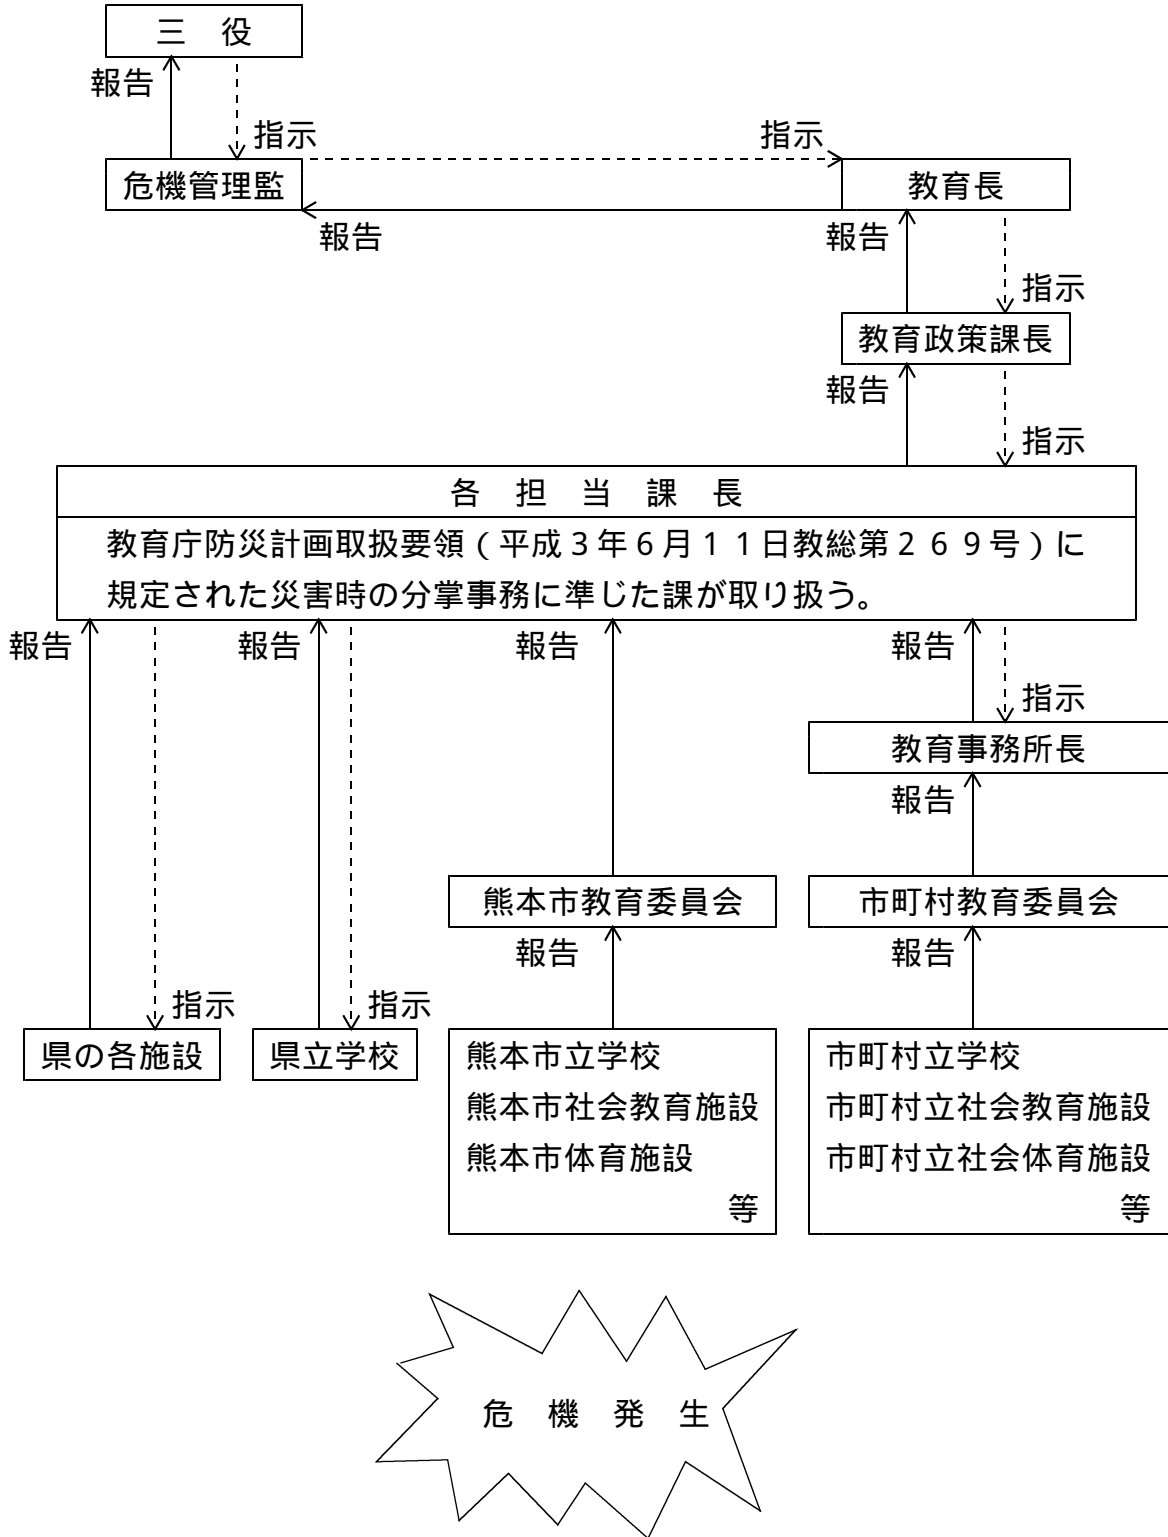 三　役
報告
指示
指示
危機管理監
教育長
報告
報告
指示
教育政策課長
報告
指示
各　担　当　課　長
教育庁防災計画取扱要領（平成３年６月１１日教総第２６９号）に
規定された災害時の分掌事務に準じた課が取り扱う。
報告
報告
報告
報告
指示
教育事務所長
報告
熊本市教育委員会
市町村教育委員会
報告
報告
指示
指示
県の各施設
県立学校
熊本市立学校
熊本市社会教育施設
熊本市体育施設
等
市町村立学校
市町村立社会教育施設
市町村立社会体育施設
等
危　機　発　生